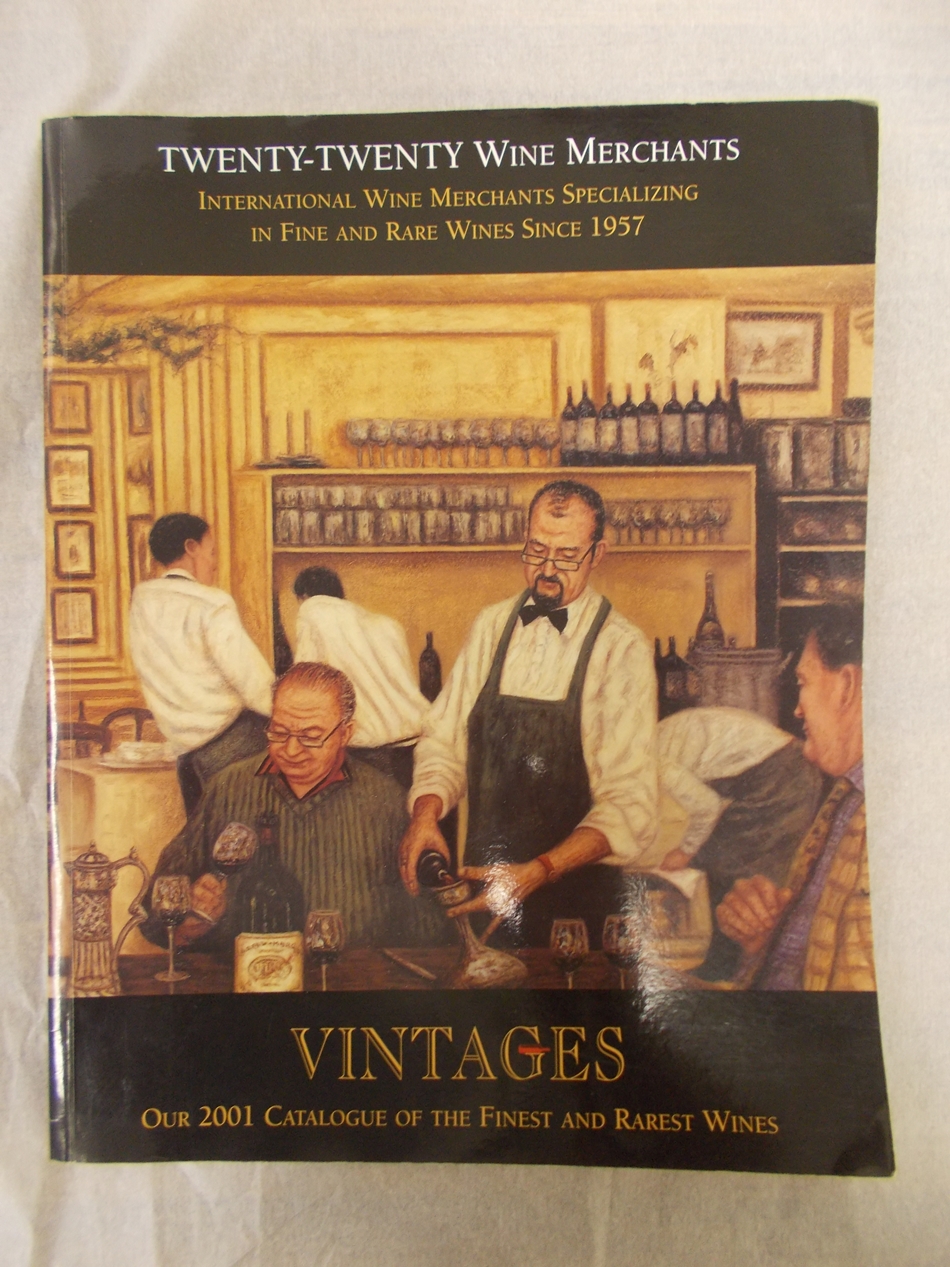 TWENTY-TWENTY WINE MERCHANTS
INTERNATIONAL WINE MERCHANTS SPECIALIZING
IN FINE AND RARE WINES SINCE 1957
VINTAGES
OUR 2001 CATALOGUE OF THE FINEST AND RAREST WINES